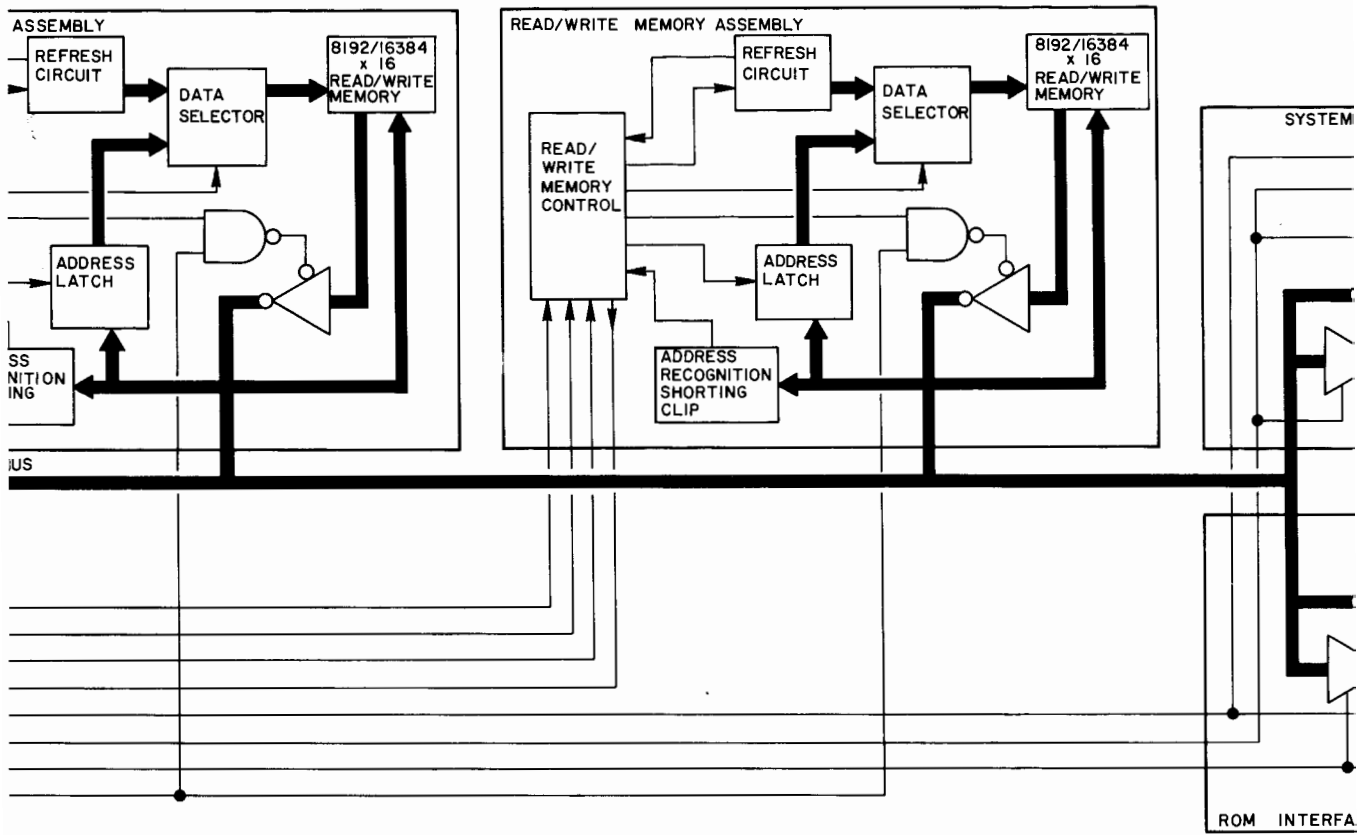 ASSEMBLY
REFRESH
CIRCUIT
DATA
SELECTOR
8192/16384
x 16
READ/WRITE
MEMORY
ADDRESS
LATCH
SS
NITION
ING
READ/WRITE MEMORY ASSEMBLY
REFRESH
CIRCUIT
DATA
SELECTOR
8192/16384
x 16
READ/WRITE
MEMORY
READ/
WRITE
MEMORY
CONTROL
ADDRESS
LATCH
ADDRESS
RECOGNITION
SHORTING
CLIP
SYSTEM
US
ROM INTERFA